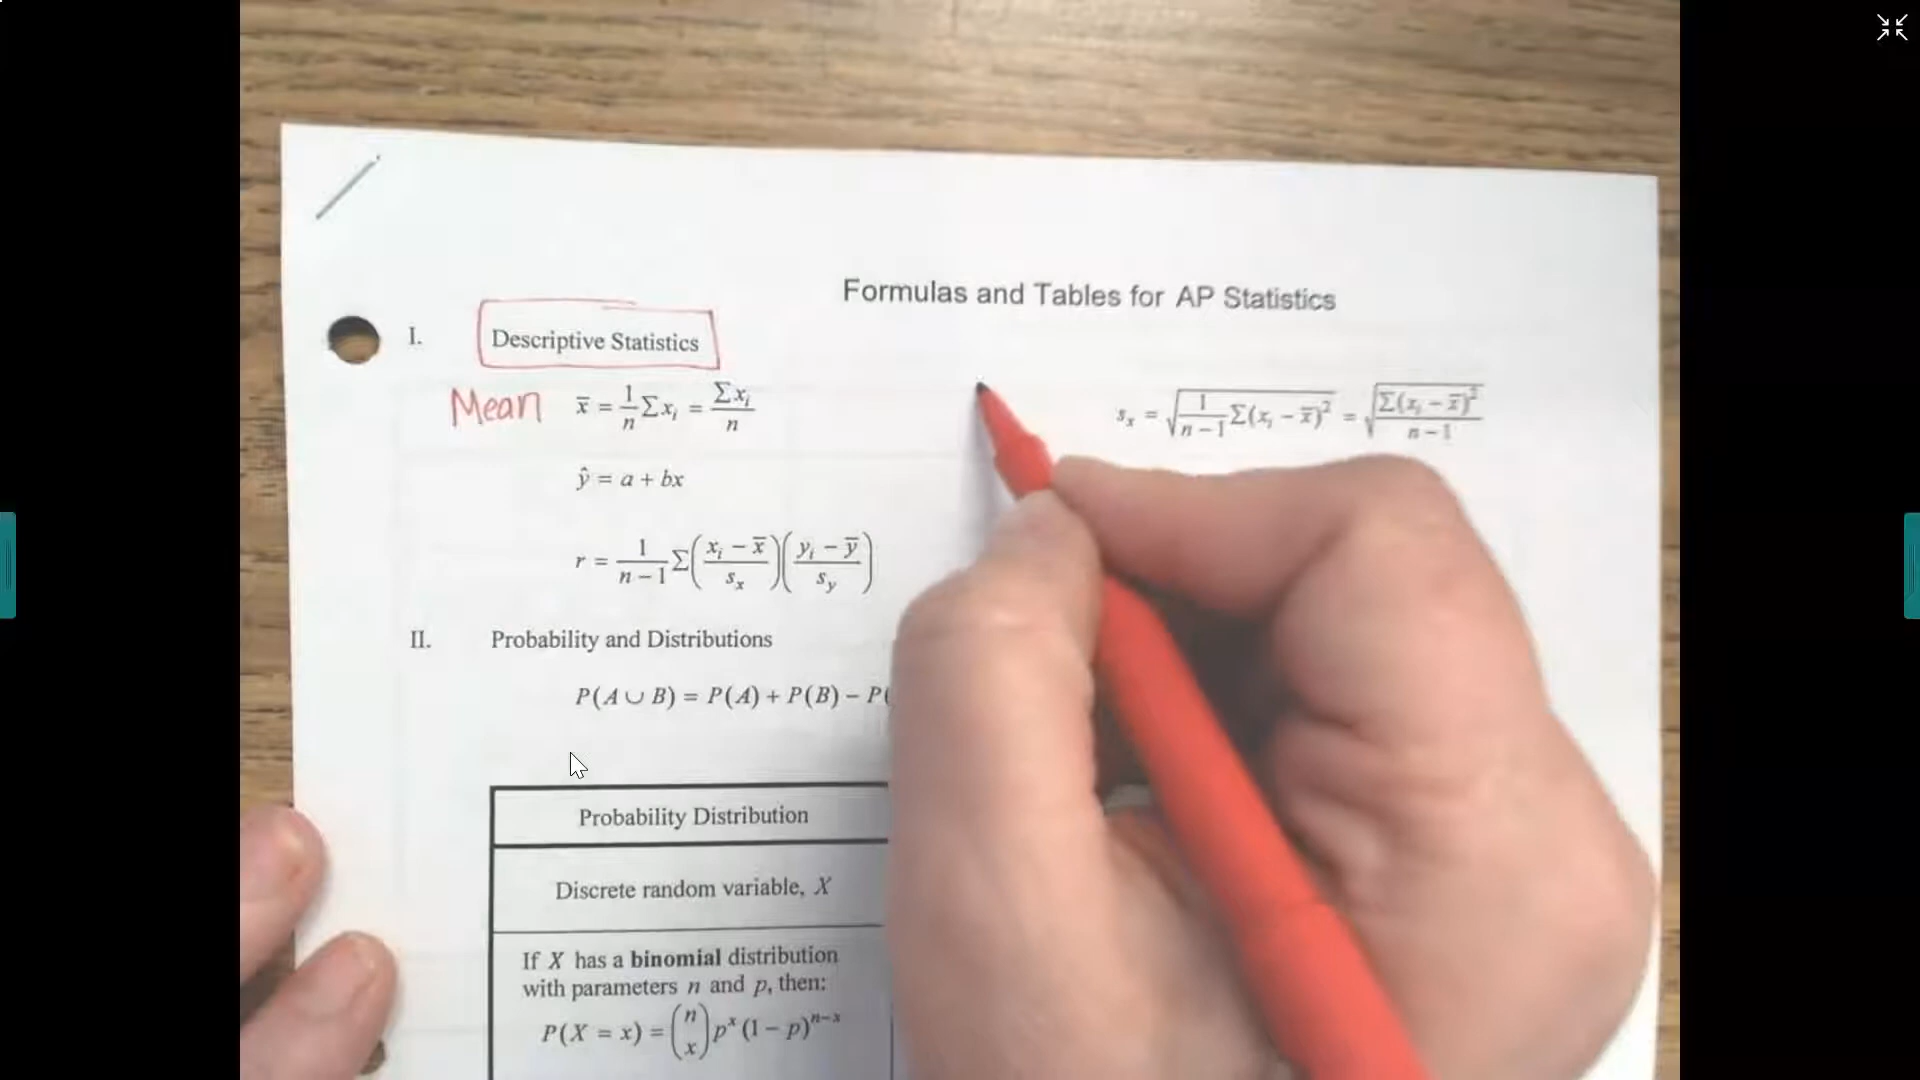 Formulas and Tables for AP Statistics
I. Descriptive Statistics
Mean x̄ = 1/n Σxᵢ = Σxᵢ/n
sₓ = √(1/(n − 1) Σ(xᵢ − x̄)²) = √(Σ(xᵢ − x̄)²/(n − 1))
ŷ = a + bx
r = 1/(n − 1) Σ((xᵢ − x̄)/sₓ)((yᵢ − ȳ)/s_y)
II. Probability and Distributions
P(A ∪ B) = P(A) + P(B) − P(
Probability Distribution
Discrete random variable, X
If X has a binomial distribution
with parameters n and p, then:
P(X = x) = (n x) pˣ (1 − p)ⁿ⁻ˣ